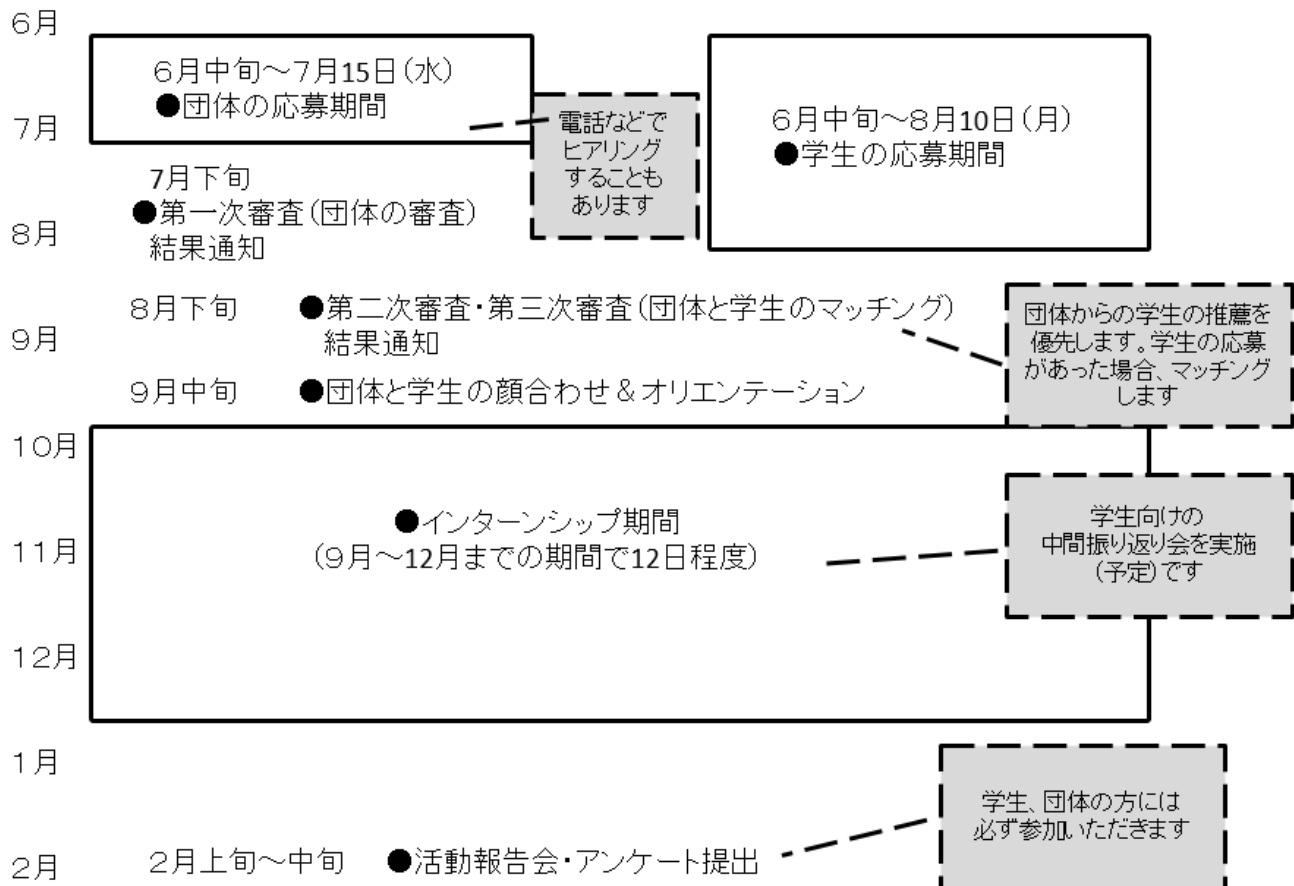 6月
6月中旬～7月15日(水)
●団体の応募期間
7月
電話などで
ヒアリング
することも
あります
6月中旬～8月10日(月)
●学生の応募期間
7月下旬
●第一次審査(団体の審査)
結果通知
8月
8月下旬 ●第二次審査・第三次審査(団体と学生のマッチング)
結果通知
9月
団体からの学生の推薦を
優先します。学生の応募
があった場合、マッチング
します
9月中旬 ●団体と学生の顔合わせ＆オリエンテーション
10月
●インターンシップ期間
(9月～12月までの期間で12日程度)
11月
学生向けの
中間振り返り会を実施
(予定)です
12月
1月
学生、団体の方には
必ず参加いただきます
2月
2月上旬～中旬 ●活動報告会・アンケート提出